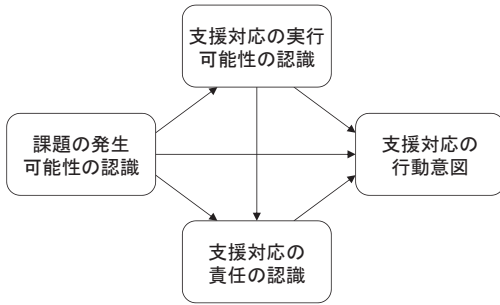 支援対応の実行
可能性の認識
課題の発生
可能性の認識
支援対応の
行動意図
支援対応の
責任の認識